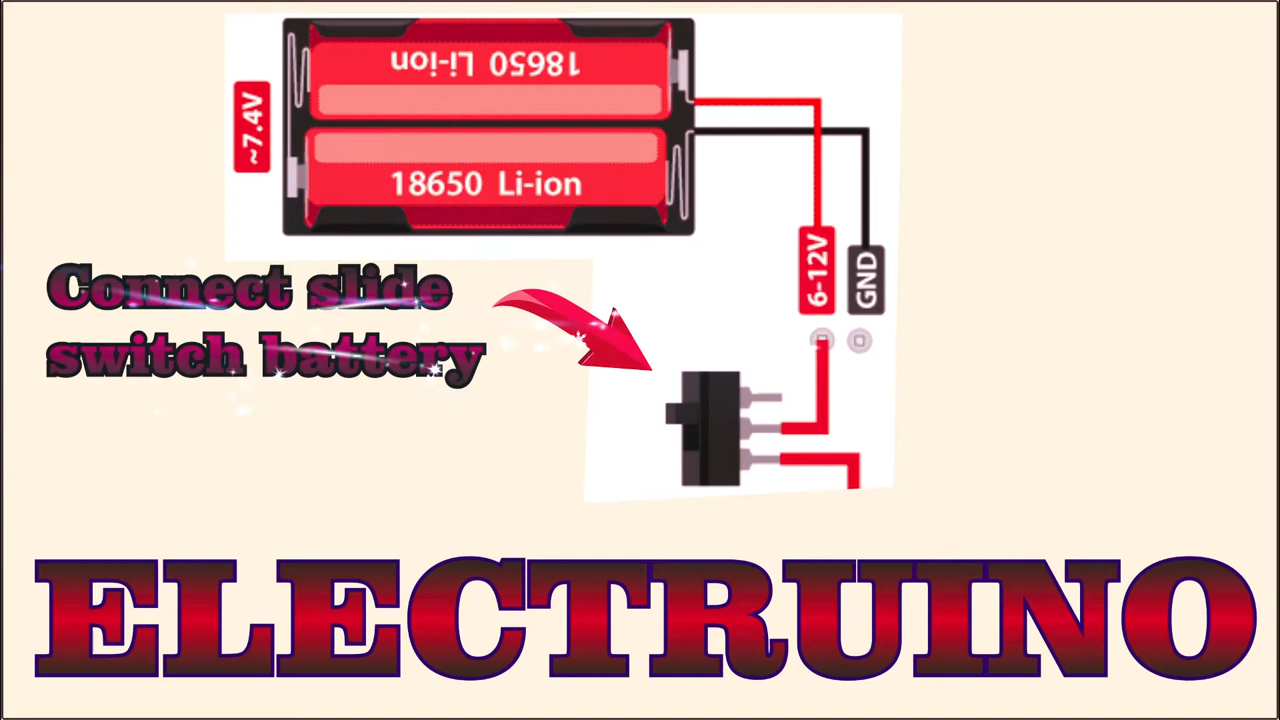 18650 Li-ion
~7.4V
18650 Li-ion
6-12V
GND
Connect slide
switch battery
ELECTRUINO